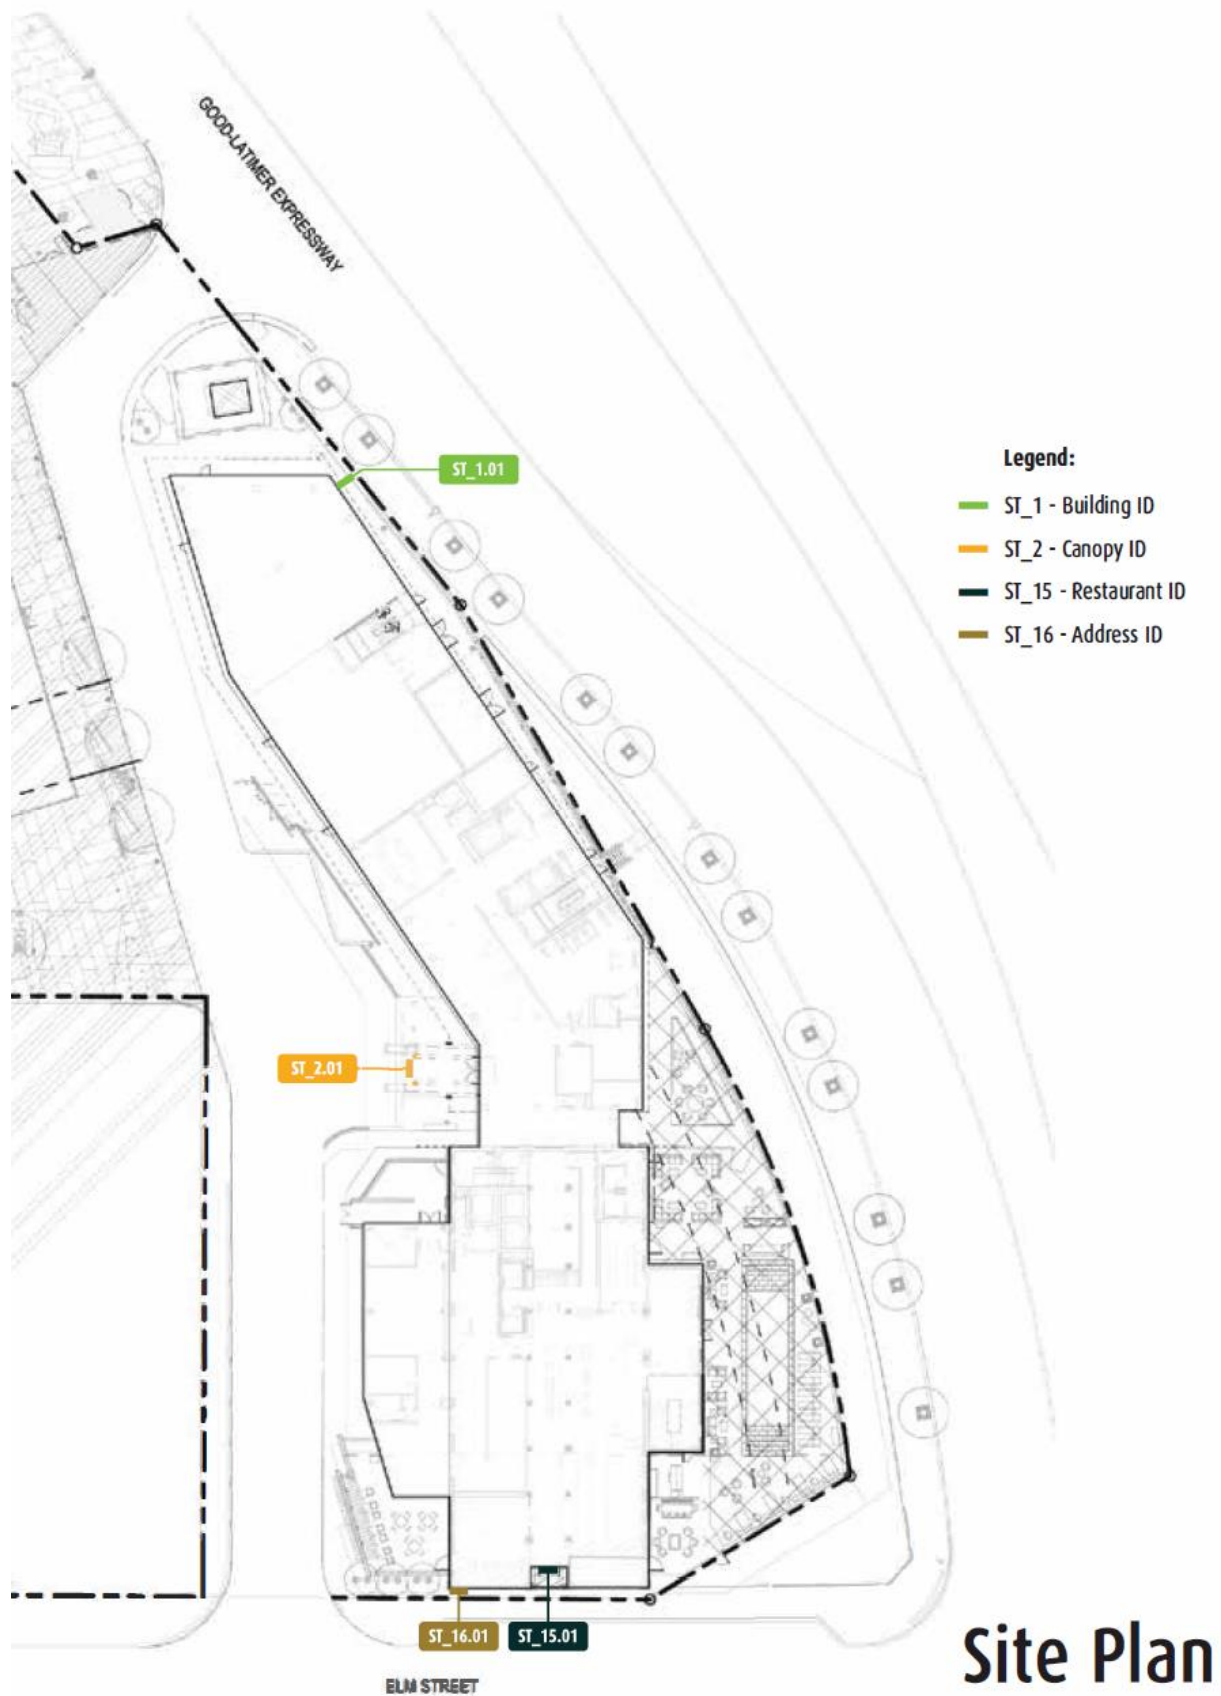 GOOD-LATIMER EXPRESSWAY
ST_1.01
Legend:
ST_1 - Building ID
ST_2 - Canopy ID
ST_15 - Restaurant ID
ST_16 - Address ID
ST_2.01
ST_16.01
ST_15.01
ELM STREET
Site Plan